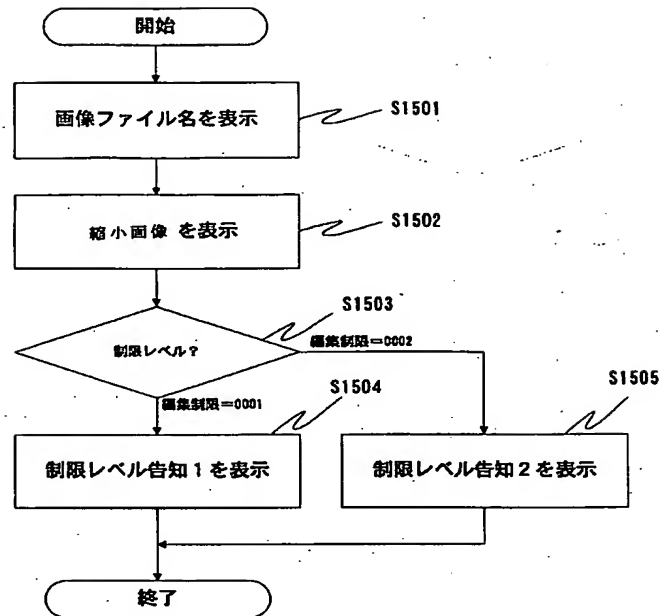 開始
画像ファイル名を表示
S1501
縮小画像 を表示
S1502
S1503
制限レベル?
編集制限=0002
編集制限=0001
S1504
S1505
制限レベル告知1を表示
制限レベル告知2を表示
終了